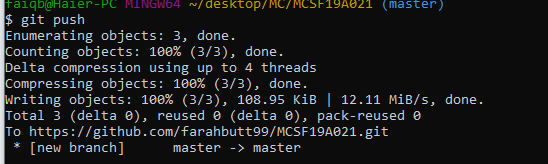 faiqb@Haier-PC MINGW64 ~/desktop/MC/MCSF19A021 (master)
$ git push
Enumerating objects: 3, done.
Counting objects: 100% (3/3), done.
Delta compression using up to 4 threads
Compressing objects: 100% (3/3), done.
Writing objects: 100% (3/3), 108.95 KiB | 12.11 MiB/s, done.
Total 3 (delta 0), reused 0 (delta 0), pack-reused 0
To https://github.com/farahbutt99/MCSF19A021.git
 * [new branch]      master -> master